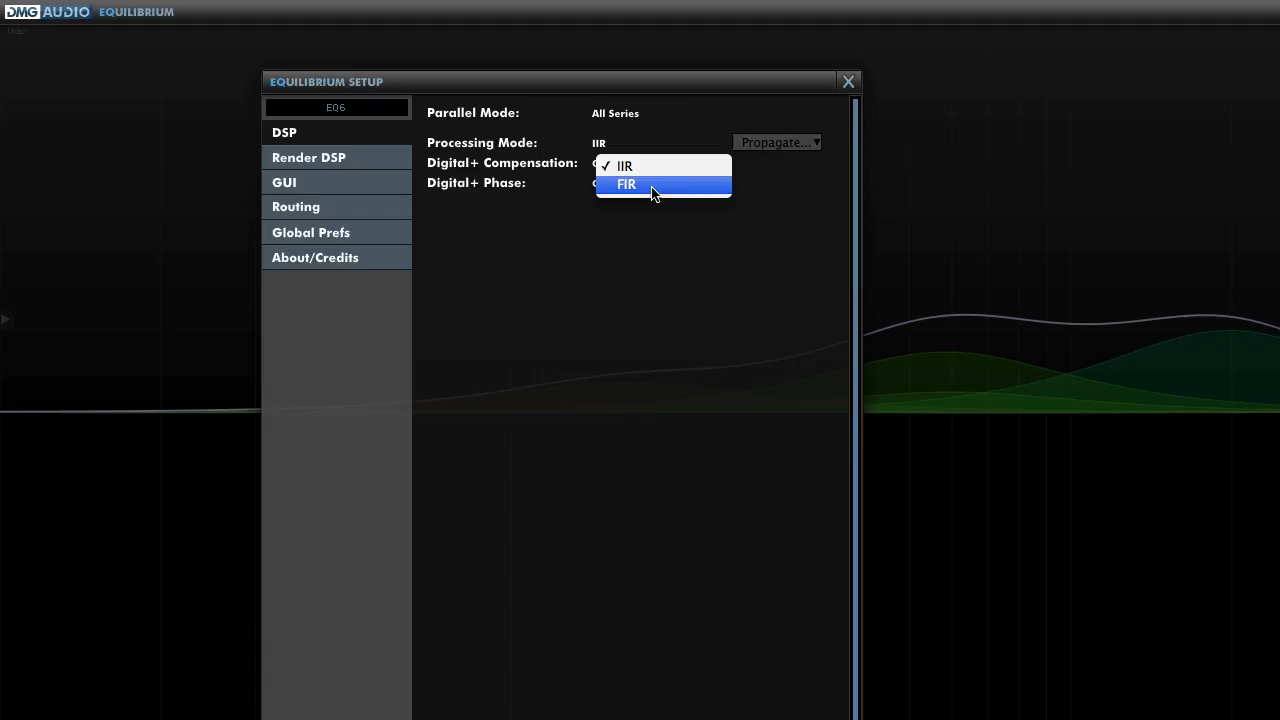 DMG AUDIO EQUILIBRIUM
EQUILIBRIUM SETUP X
EQ6
DSP
Render DSP
GUI
Routing
Global Prefs
About/Credits
Parallel Mode: All Series
Processing Mode: IIR Propagate...
Digital+ Compensation:
Digital+ Phase:
✓ IIR
FIR